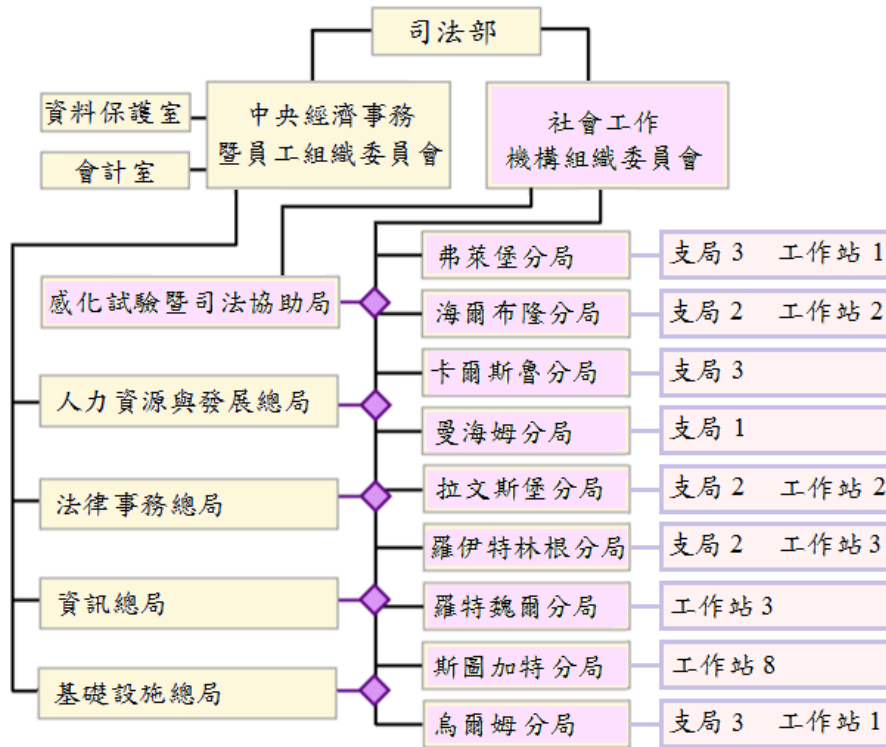 司法部
資料保護室
中央經濟事務
暨員工組織委員會
社會工作
機構組織委員會
會計室
弗萊堡分局
支局 3 工作站 1
感化試驗暨司法協助局
海爾布隆分局
支局 2 工作站 2
卡爾斯魯分局
支局 3
人力資源與發展總局
曼海姆分局
支局 1
法律事務總局
拉文斯堡分局
支局 2 工作站 2
羅伊特林根分局
支局 2 工作站 3
資訊總局
羅特魏爾分局
工作站 3
斯圖加特分局
工作站 8
基礎設施總局
烏爾姆分局
支局 3 工作站 1